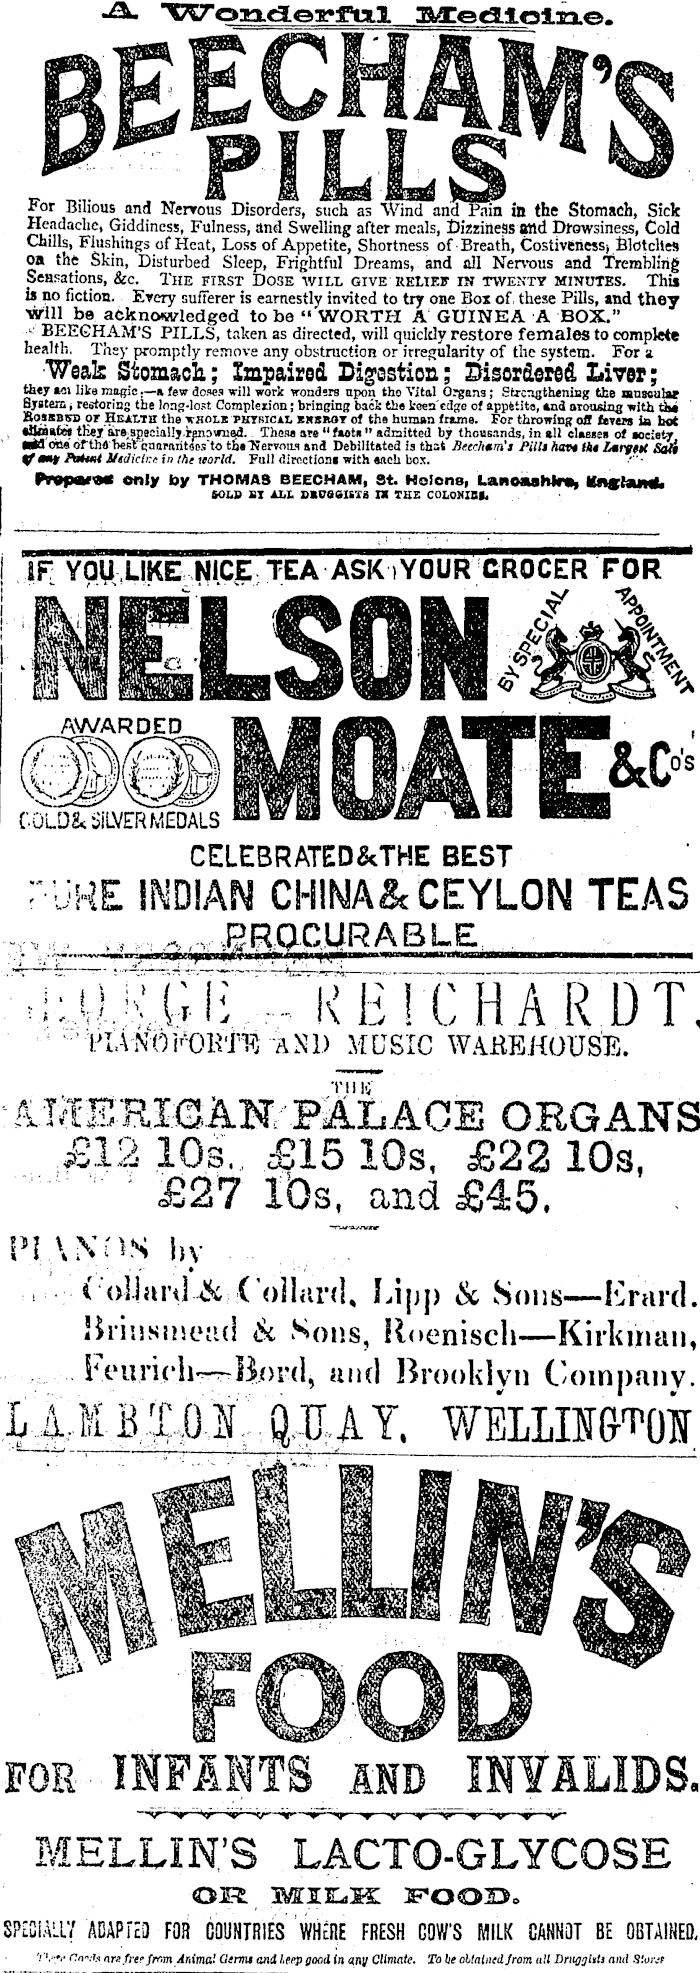 A Wonderful Medicine.
BEECHAM'S
PILLS
For Bilious and Nervous Disorders, such as Wind and Pain in the Stomach, Sick
Headache, Giddiness, Fulness, and Swelling after meals, Dizziness and Drowsiness, Cold
Chills, Flushings of Heat, Loss of Appetite, Shortness of Breath, Costiveness, Blotches
on the Skin, Disturbed Sleep, Frightful Dreams, and all Nervous and Trembling
Sensations, &c. THE FIRST DOSE WILL GIVE RELIEF IN TWENTY MINUTES. This
is no fiction. Every sufferer is earnestly invited to try one Box of these Pills, and they
will be acknowledged to be "WORTH A GUINEA A BOX."
BEECHAM'S PILLS, taken as directed, will quickly restore females to complete
health. They promptly remove any obstruction or irregularity of the system. For a
Weak Stomach; Impaired Digestion; Disordered Liver;
they act like magic;—a few doses will work wonders upon the Vital Organs; Strengthening the muscular
System, restoring the long-lost Complexion; bringing back the keen edge of appetite, and arousing with the
ROSEBUD OF HEALTH the WHOLE PHYSICAL ENERGY of the human frame. For throwing off fevers in hot
climates they are specially renowned. These are "facts" admitted by thousands, in all classes of society
and one of the best guarantees to the Nervous and Debilitated is that Beecham's Pills have the Largest Sale
of any Patent Medicine in the world. Full directions with each box.
Prepared only by THOMAS BEECHAM, St. Helens, Lancashire, England.
SOLD BY ALL DRUGGISTS IN THE COLONIES.
IF YOU LIKE NICE TEA ASK YOUR GROCER FOR
NELSON
BY SPECIAL APPOINTMENT
AWARDED
GOLD & SILVER MEDALS
MOATE & Co's
CELEBRATED & THE BEST
PURE INDIAN CHINA & CEYLON TEAS
PROCURABLE
REICHARDT,
PIANOFORTE AND MUSIC WAREHOUSE.
THE
AMERICAN PALACE ORGANS
£12 10s, £15 10s, £22 10s,
£27 10s, and £45.
PIANOS by
Collard & Collard, Lipp & Sons—Erard.
Brinsmead & Sons, Roenisch—Kirkman,
Feurich—Bord, and Brooklyn Company.
LAMBTON QUAY, WELLINGTON
MELLIN'S
FOOD
FOR INFANTS AND INVALIDS.
MELLIN'S LACTO-GLYCOSE
OR MILK FOOD.
SPECIALLY ADAPTED FOR COUNTRIES WHERE FRESH COW'S MILK CANNOT BE OBTAINED.
These Goods are free from Animal Germs and keep good in any Climate. To be obtained from all Druggists and Stores